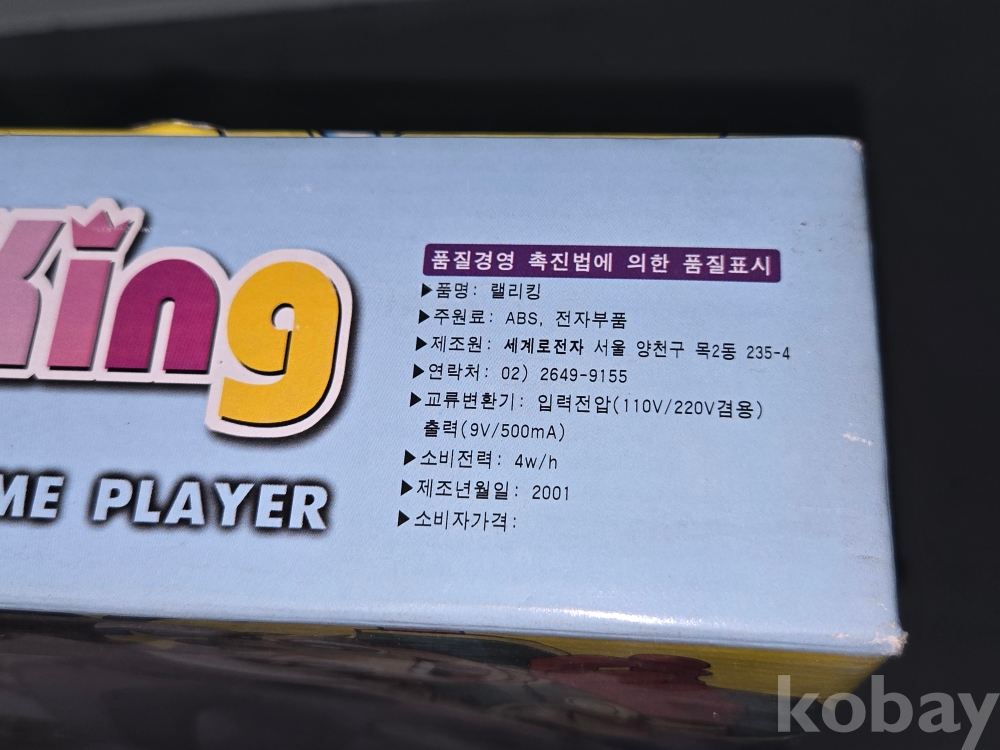 King
ME PLAYER
품질경영 촉진법에 의한 품질표시
▶품명: 랠리킹
▶주원료: ABS, 전자부품
▶제조원: 세계로전자 서울 양천구 목2동 235-4
▶연락처: 02) 2649-9155
▶교류변환기: 입력전압(110V/220V겸용)
출력(9V/500mA)
▶소비전력: 4w/h
▶제조년월일: 2001
▶소비자가격:
kobay